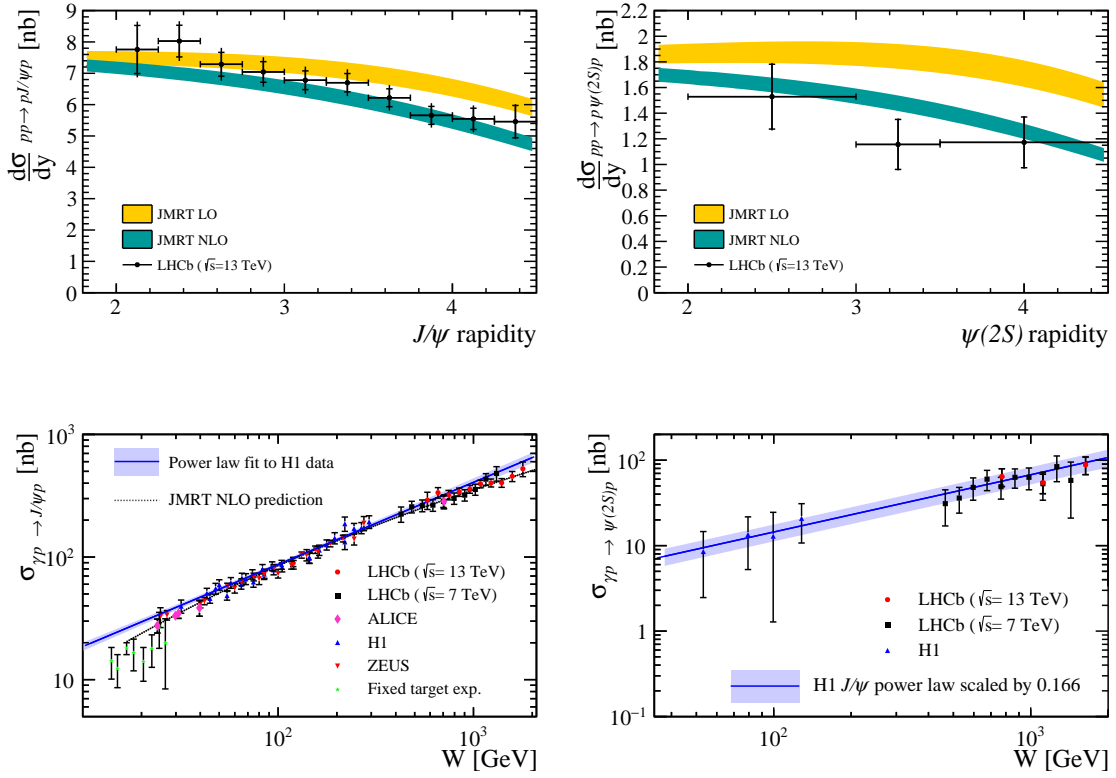 dσ/dy pp→ pJ/ψp [nb]
9
8
7
6
5
4
3
2
1
0
JMRT LO
JMRT NLO
LHCb (√s=13 TeV)
2 3 4
J/ψ rapidity
dσ/dy pp→ pψ(2S)p [nb]
2.2
2
1.8
1.6
1.4
1.2
1
0.8
0.6
0.4
0.2
0
JMRT LO
JMRT NLO
LHCb (√s=13 TeV)
2 3 4
ψ(2S) rapidity
σγp → J/ψp [nb]
10³
10²
10
Power law fit to H1 data
JMRT NLO prediction
LHCb (√s= 13 TeV)
LHCb (√s= 7 TeV)
ALICE
H1
ZEUS
Fixed target exp.
10² 10³
W [GeV]
σγp → ψ(2S)p [nb]
10²
10
1
10⁻¹
LHCb (√s= 13 TeV)
LHCb (√s= 7 TeV)
H1
H1 J/ψ power law scaled by 0.166
10² 10³
W [GeV]